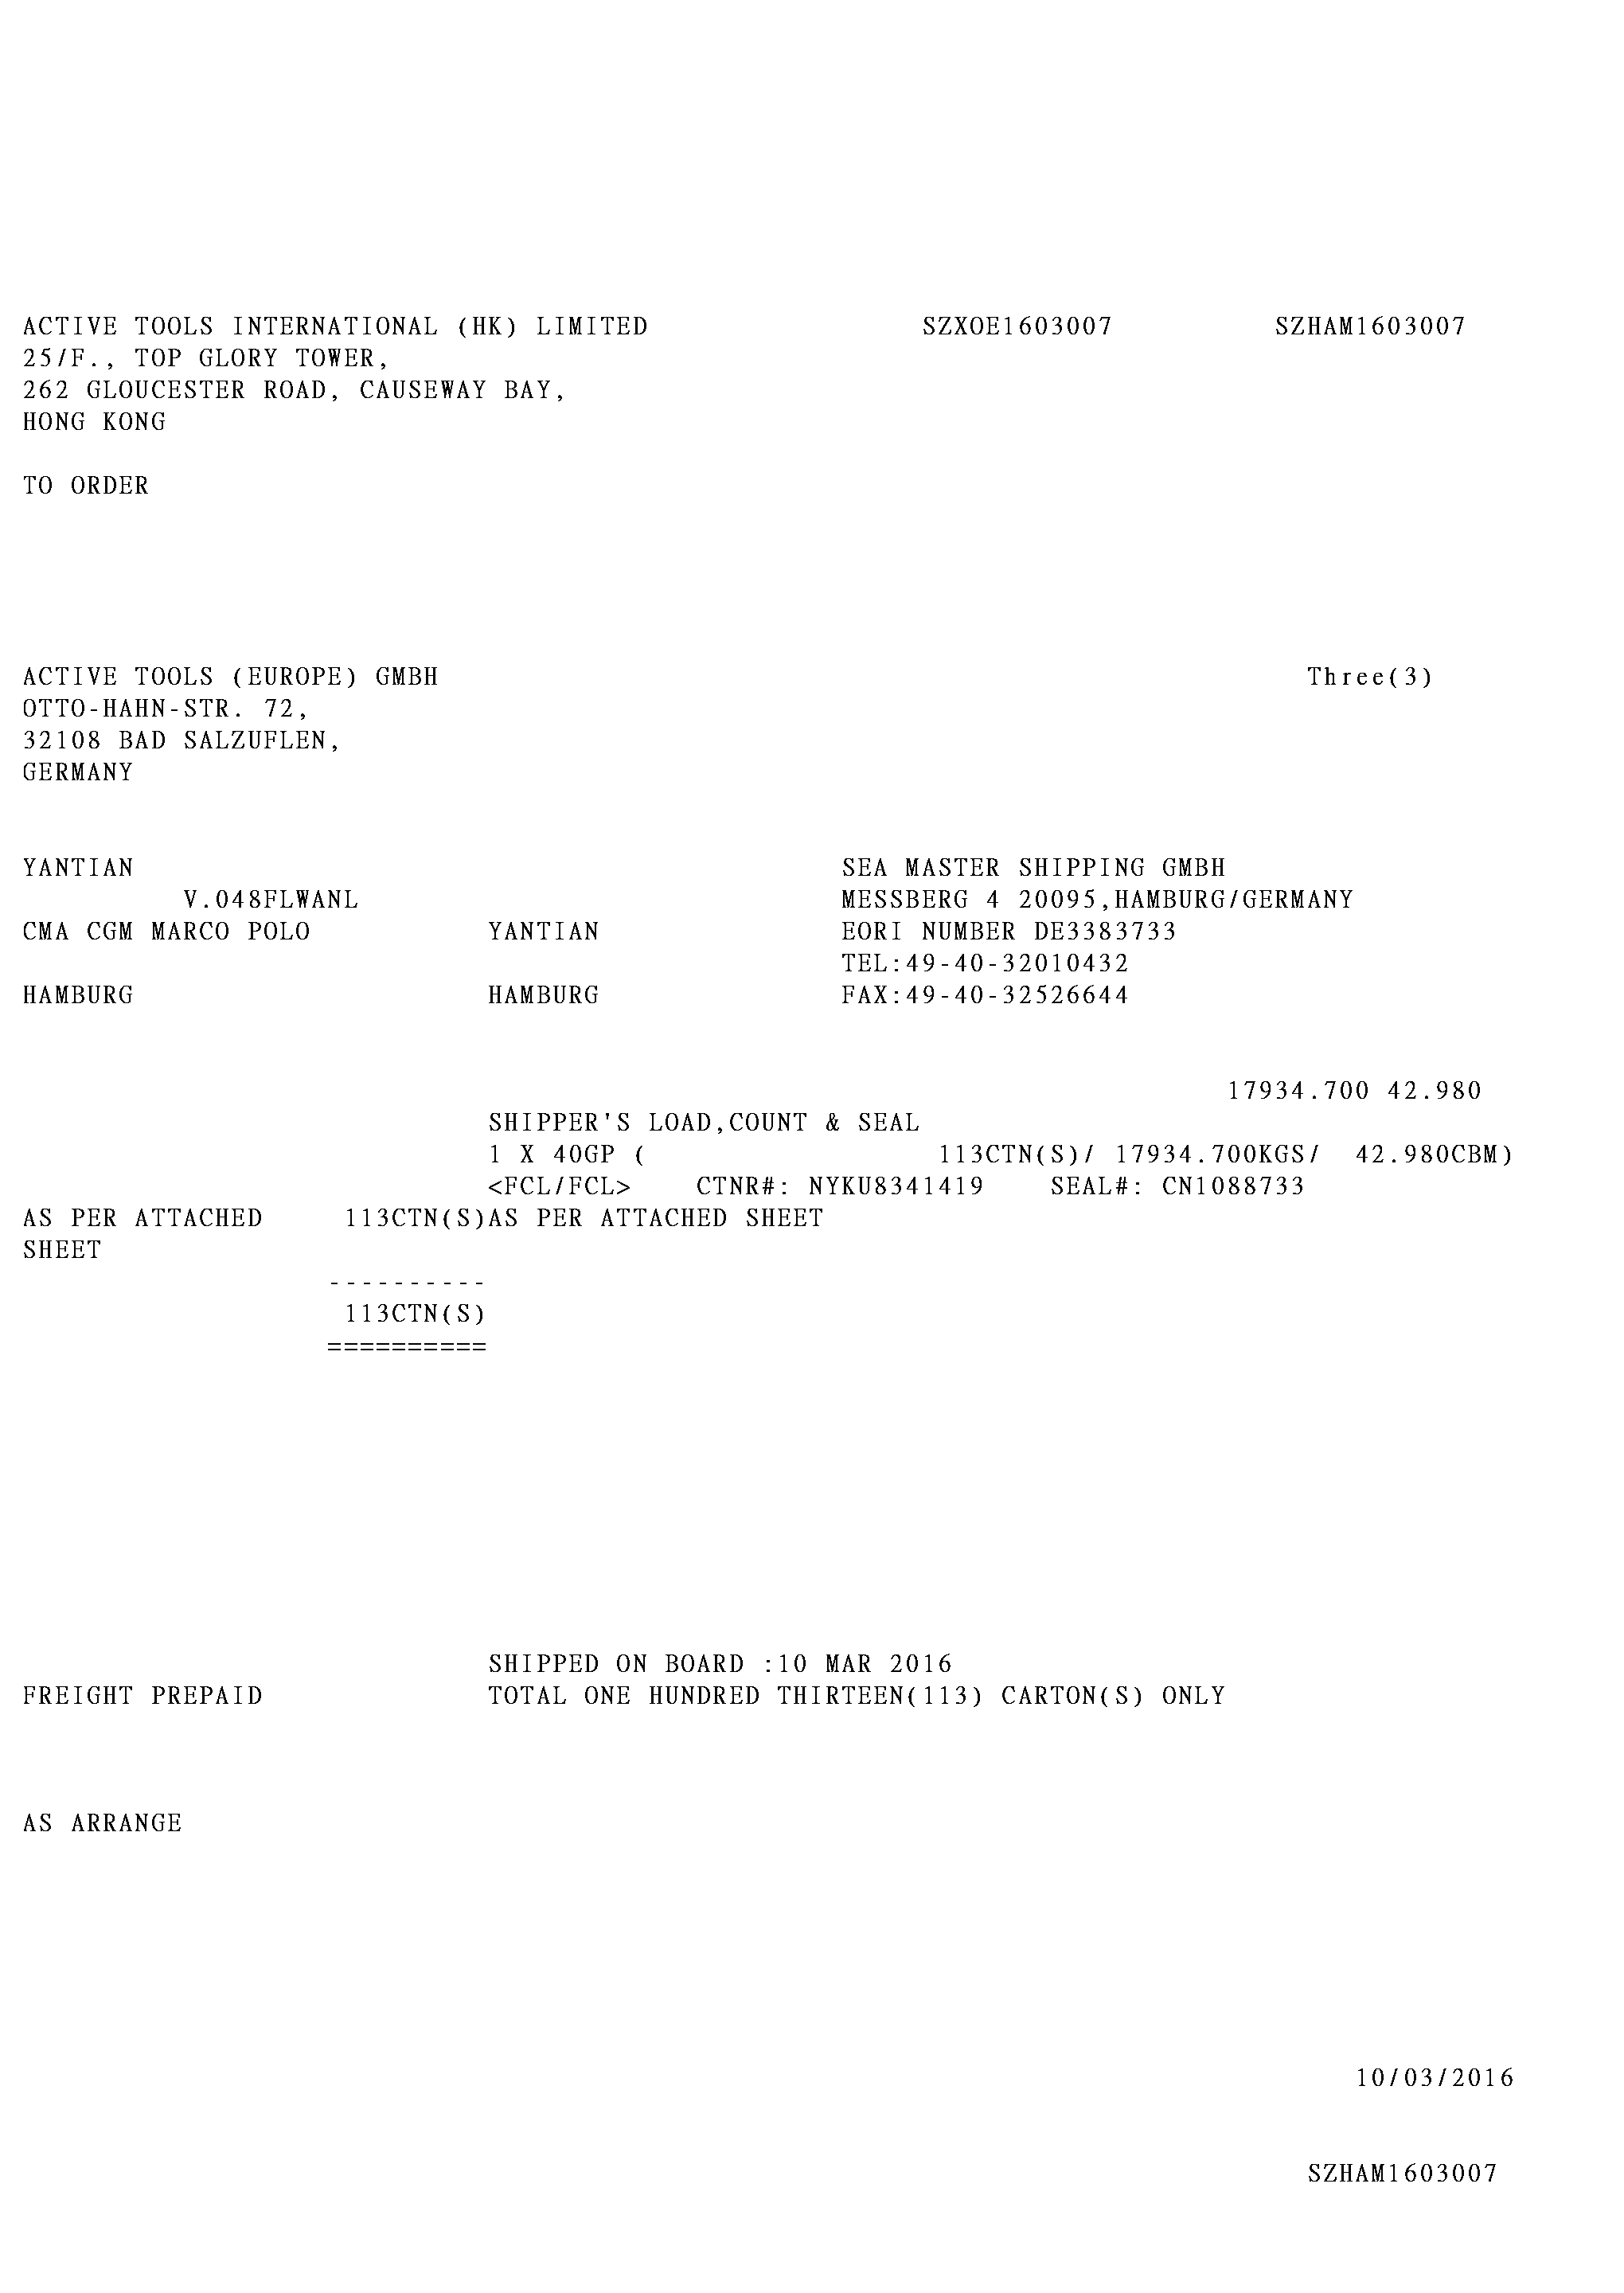 ACTIVE TOOLS INTERNATIONAL (HK) LIMITED SZXOE1603007 SZHAM1603007
25/F., TOP GLORY TOWER,
262 GLOUCESTER ROAD, CAUSEWAY BAY,
HONG KONG
TO ORDER
ACTIVE TOOLS (EUROPE) GMBH Three(3)
OTTO-HAHN-STR. 72,
32108 BAD SALZUFLEN,
GERMANY
YANTIAN SEA MASTER SHIPPING GMBH
V.048FLWANL MESSBERG 4 20095,HAMBURG/GERMANY
CMA CGM MARCO POLO YANTIAN EORI NUMBER DE3383733
TEL:49-40-32010432
HAMBURG HAMBURG FAX:49-40-32526644
17934.700 42.980
SHIPPER'S LOAD,COUNT & SEAL
1 X 40GP ( 113CTN(S)/ 17934.700KGS/ 42.980CBM)
<FCL/FCL> CTNR#: NYKU8341419 SEAL#: CN1088733
AS PER ATTACHED 113CTN(S)AS PER ATTACHED SHEET
SHEET
----------
113CTN(S)
==========
SHIPPED ON BOARD :10 MAR 2016
FREIGHT PREPAID TOTAL ONE HUNDRED THIRTEEN(113) CARTON(S) ONLY
AS ARRANGE
10/03/2016
SZHAM1603007